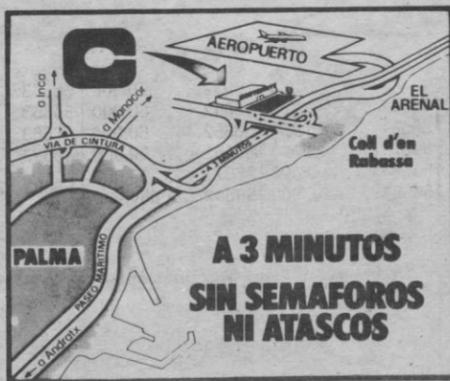 C
AEROPUERTO
a Inca
a Manacor
EL
ARENAL
VIA DE CINTURA
A 3 MINUTOS
Coll d'en
Rabassa
PALMA
PASEO MARITIMO
a Andratx
A 3 MINUTOS
SIN SEMAFOROS
NI ATASCOS